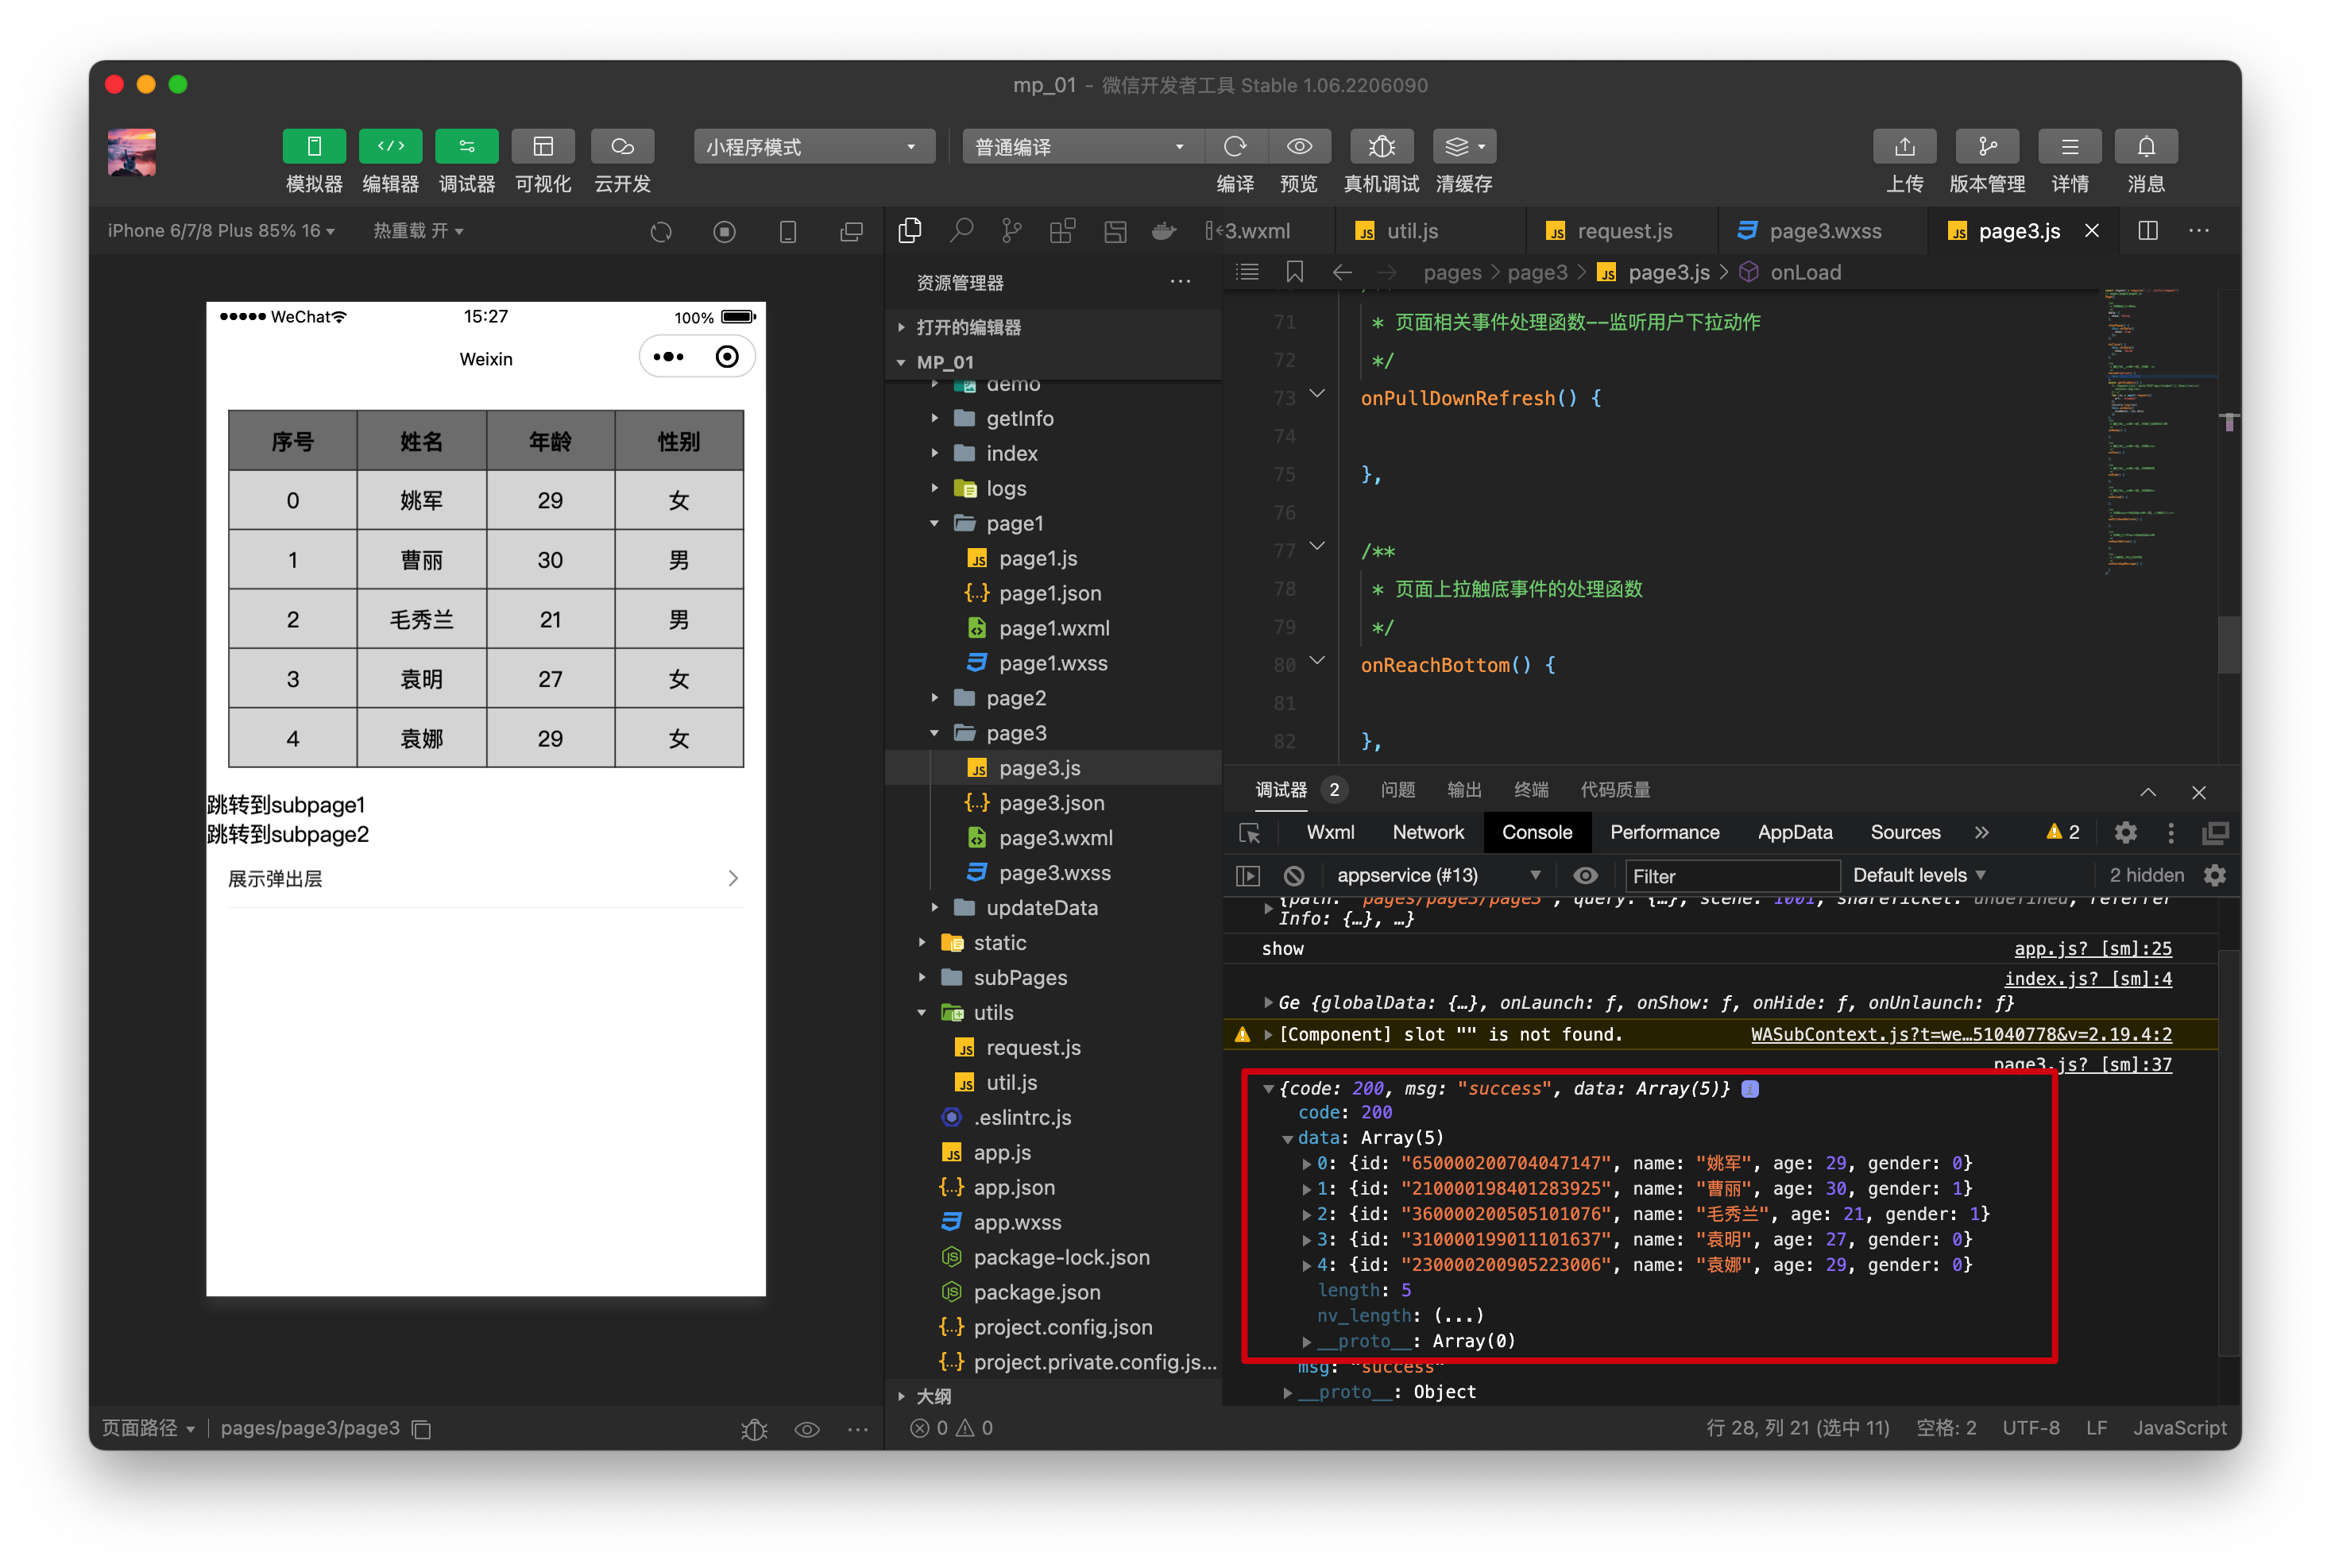 mp_01 – 微信开发者工具 Stable 1.06.2206090
模拟器 编辑器 调试器 可视化 云开发
小程序模式 普通编译
编译 预览 真机调试 清缓存
上传 版本管理 详情 消息
iPhone 6/7/8 Plus 85% 16 热重载 开
WeChat 15:27 100%
Weixin
序号 姓名 年龄 性别
0 姚军 29 女
1 曹丽 30 男
2 毛秀兰 21 男
3 袁明 27 女
4 袁娜 29 女
跳转到subpage1
跳转到subpage2
展示弹出层
页面路径 pages/page3/page3
资源管理器
打开的编辑器
MP_01
demo
getInfo
index
logs
page1
page1.js
page1.json
page1.wxml
page1.wxss
page2
page3
page3.js
page3.json
page3.wxml
page3.wxss
updateData
static
subPages
utils
request.js
util.js
.eslintrc.js
app.js
app.json
app.wxss
package-lock.json
package.json
project.config.json
project.private.config.js...
大纲
0 0
3.wxml util.js request.js page3.wxss page3.js
pages > page3 > page3.js > onLoad
71 * 页面相关事件处理函数--监听用户下拉动作
72 */
73 onPullDownRefresh() {
74
75 },
76
77 /**
78 * 页面上拉触底事件的处理函数
79 */
80 onReachBottom() {
81
82 },
调试器 2 问题 输出 终端 代码质量
Wxml Network Console Performance AppData Sources 2
appservice (#13) Filter Default levels 2 hidden
{path: "pages/page3/page3", query: {…}, scene: 1001, shareTicket: undefined, referrer
Info: {…}, …}
show app.js? [sm]:25
index.js? [sm]:4
Ge {globalData: {…}, onLaunch: ƒ, onShow: ƒ, onHide: ƒ, onUnlaunch: ƒ}
[Component] slot "" is not found. WASubContext.js?t=we…51040778&v=2.19.4:2
page3.js? [sm]:37
{code: 200, msg: "success", data: Array(5)}
code: 200
data: Array(5)
0: {id: "650000200704047147", name: "姚军", age: 29, gender: 0}
1: {id: "210000198401283925", name: "曹丽", age: 30, gender: 1}
2: {id: "360000200505101076", name: "毛秀兰", age: 21, gender: 1}
3: {id: "310000199011101637", name: "袁明", age: 27, gender: 0}
4: {id: "230000200905223006", name: "袁娜", age: 29, gender: 0}
length: 5
nv_length: (...)
__proto__: Array(0)
msg: "success"
__proto__: Object
行 28, 列 21 (选中 11) 空格: 2 UTF-8 LF JavaScript